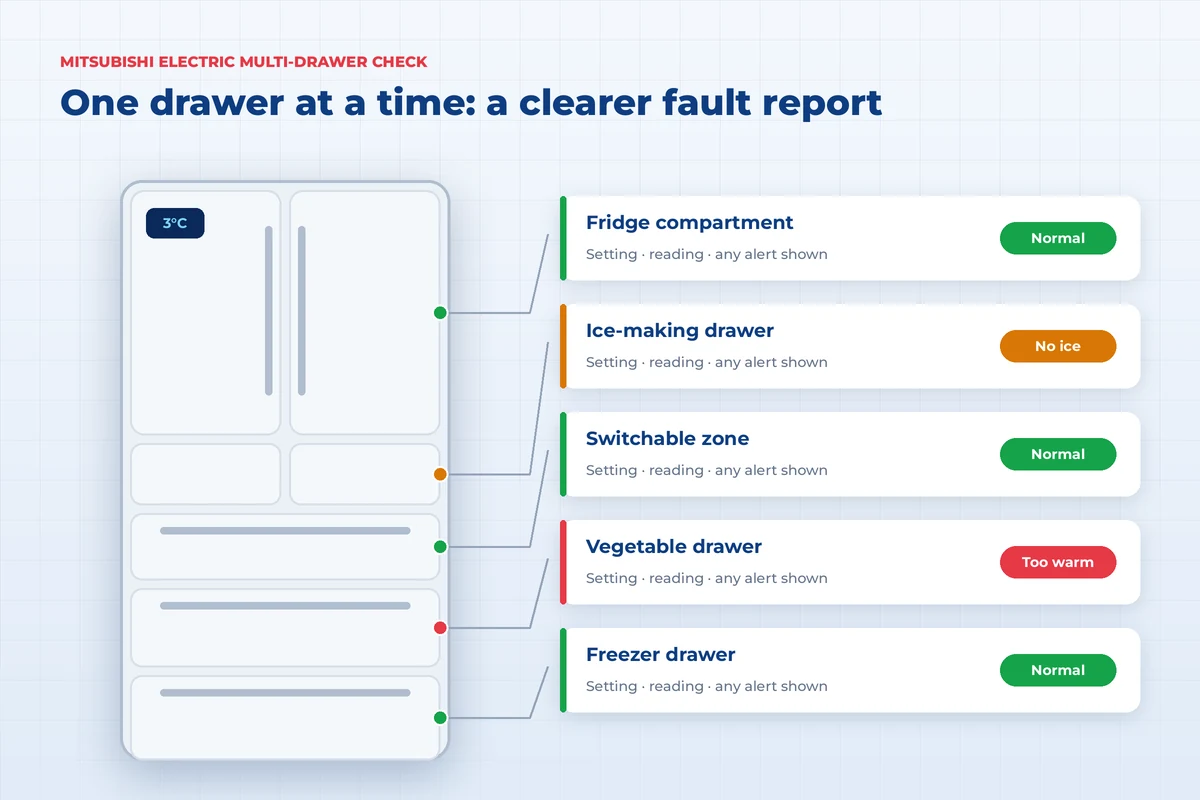 MITSUBISHI ELECTRIC MULTI-DRAWER CHECK
One drawer at a time: a clearer fault report
3°C
Fridge compartment
Setting · reading · any alert shown
Normal
Ice-making drawer
Setting · reading · any alert shown
No ice
Switchable zone
Setting · reading · any alert shown
Normal
Vegetable drawer
Setting · reading · any alert shown
Too warm
Freezer drawer
Setting · reading · any alert shown
Normal